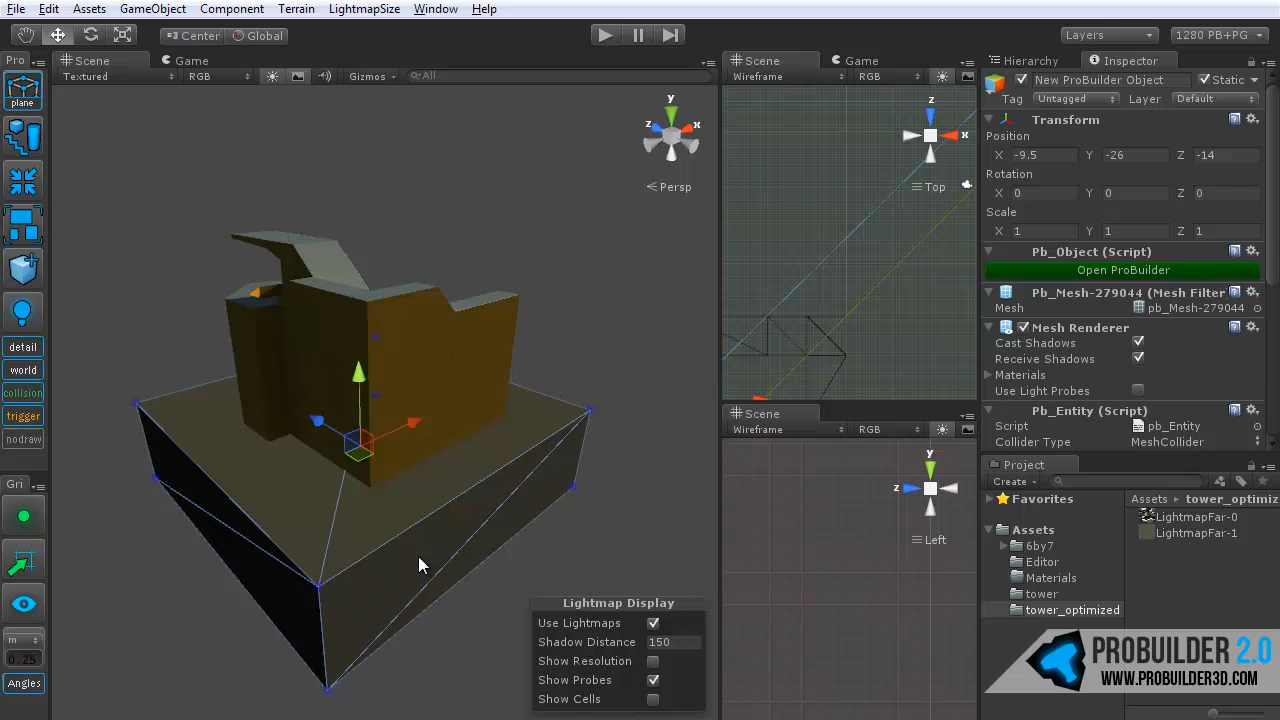 File Edit Assets GameObject Component Terrain LightmapSize Window Help
Center Global Layers 1280 PB+PG
Pro Scene Game Scene Game Hierarchy Inspector
Textured RGB Gizmos All Wireframe RGB New ProBuilder Object Static
plane
Tag Untagged Layer Default
Transform
Position
X -9.5 Y -26 Z -14
Rotation
X 0 Y 0 Z 0
Scale
X 1 Y 1 Z 1
y
z x
Persp
z
x
Top
Pb_Object (Script)
Open ProBuilder
Pb_Mesh-279044 (Mesh Filter
Mesh pb_Mesh-279044
Mesh Renderer
Cast Shadows
Receive Shadows
Materials
Use Light Probes
Pb_Entity (Script)
Script pb_Entity
Collider Type MeshCollider
detail
world
collision
trigger
nodraw
Gri
m
0.25
Angles
Scene
Wireframe RGB
y
z
Left
Project
Create
Favorites
Assets
6by7
Editor
Materials
tower
tower_optimized
Assets tower_optimiz
LightmapFar-0
LightmapFar-1
Lightmap Display
Use Lightmaps
Shadow Distance 150
Show Resolution
Show Probes
Show Cells
PROBUILDER 2.0
WWW.PROBUILDER3D.COM